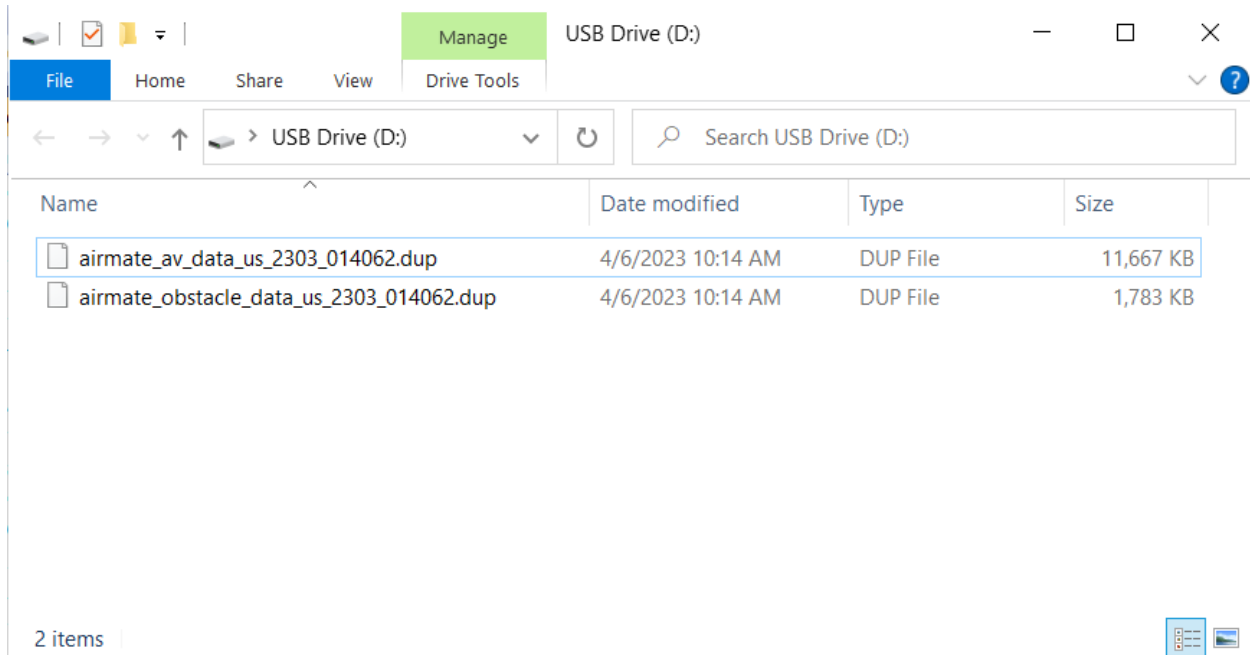 Manage USB Drive (D:)
File Home Share View Drive Tools ?
USB Drive (D:) Search USB Drive (D:)
Name Date modified Type Size
airmate_av_data_us_2303_014062.dup 4/6/2023 10:14 AM DUP File 11,667 KB
airmate_obstacle_data_us_2303_014062.dup 4/6/2023 10:14 AM DUP File 1,783 KB
2 items